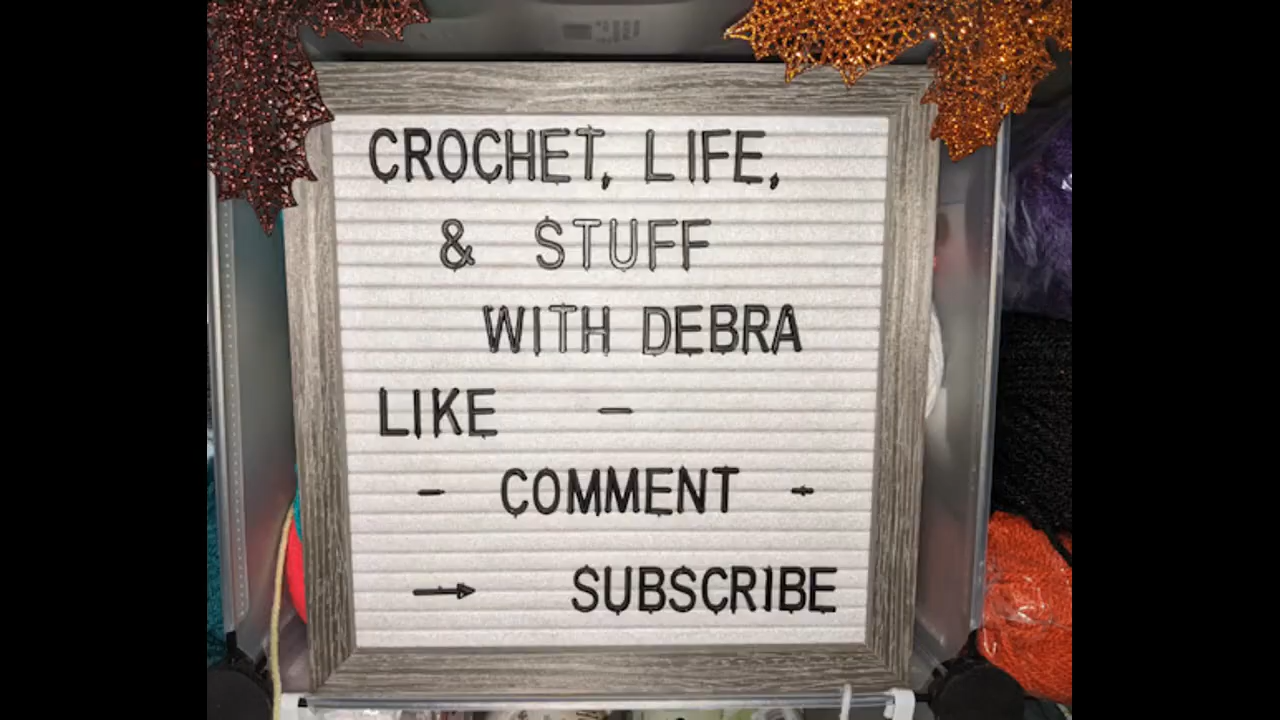 CROCHET, LIFE,
& STUFF
WITH DEBRA
LIKE -
- COMMENT -
→ SUBSCRIBE